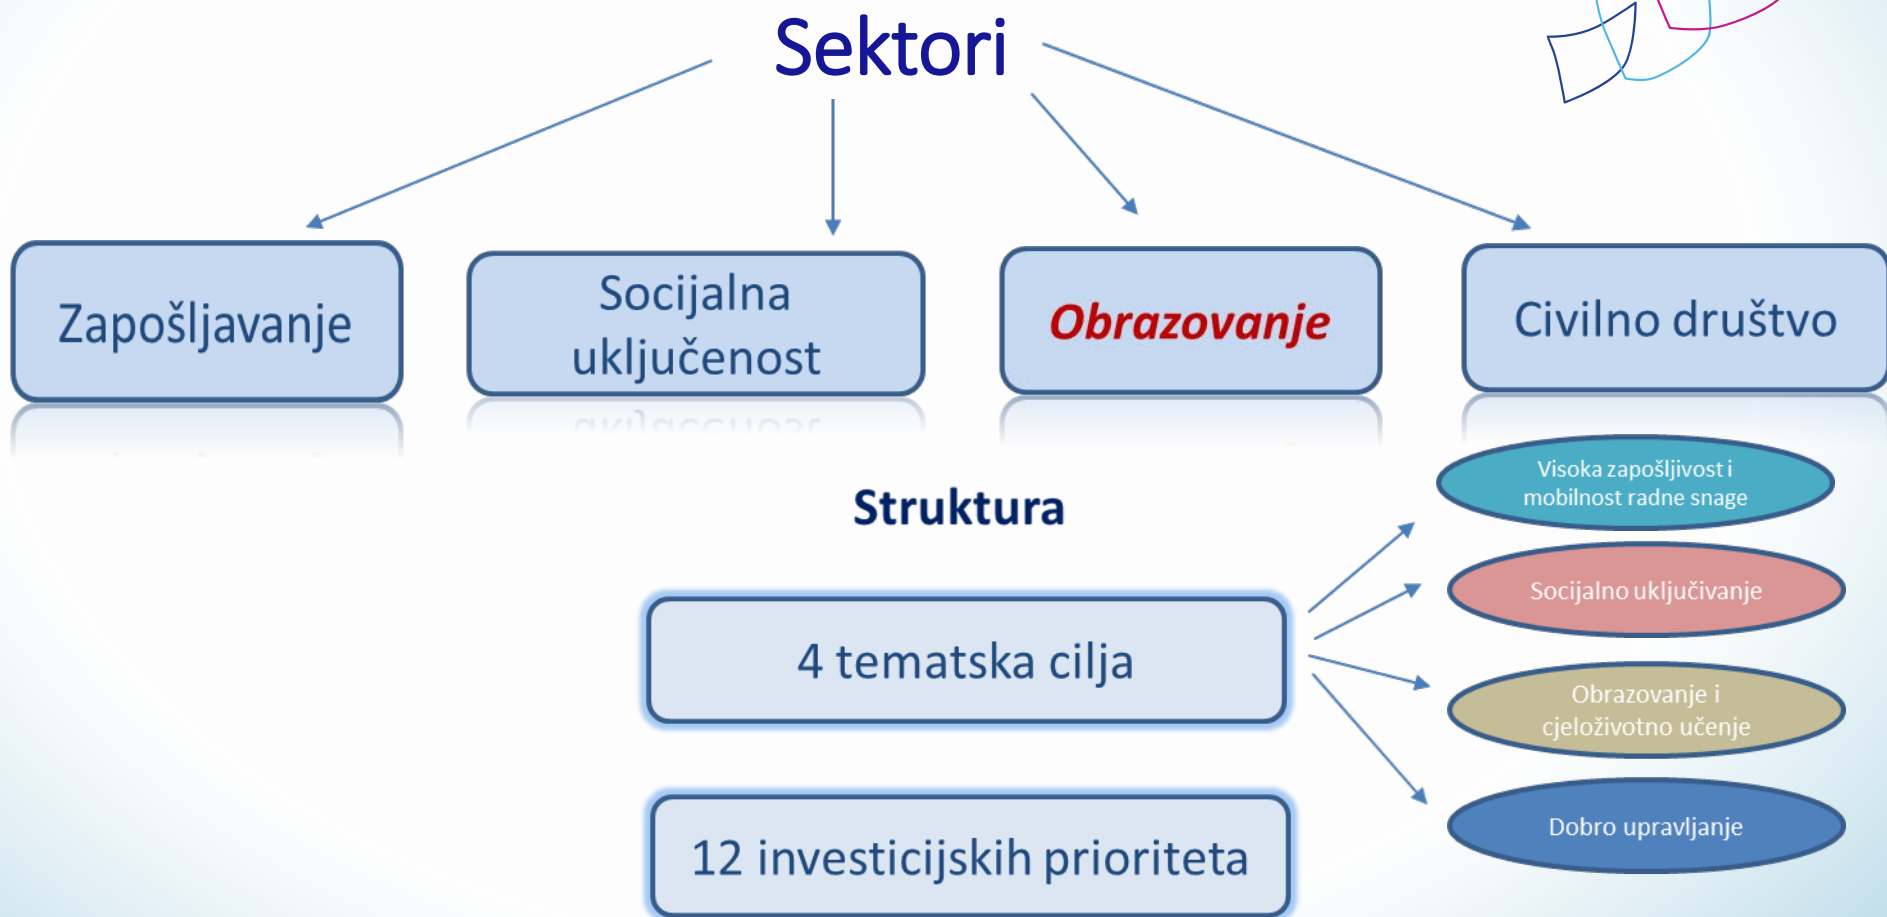 Sektori
Zapošljavanje
Socijalna
uključenost
Obrazovanje
Civilno društvo
Struktura
4 tematska cilja
12 investicijskih prioriteta
Visoka zapošljivost i
mobilnost radne snage
Socijalno uključivanje
Obrazovanje i
cjeloživotno učenje
Dobro upravljanje